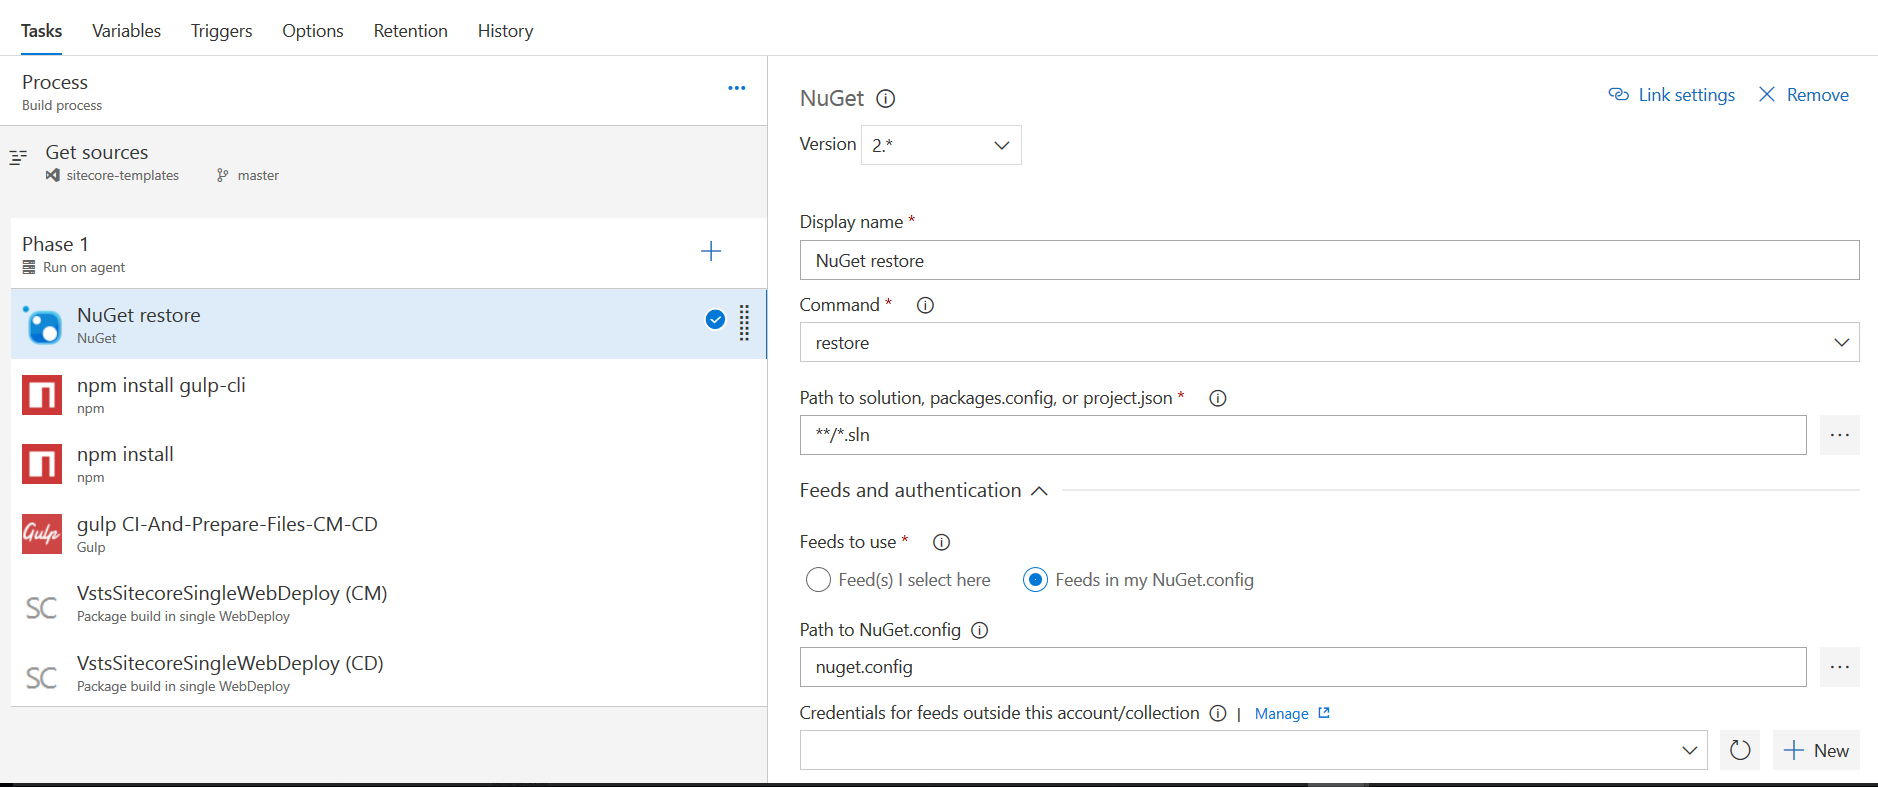 Tasks Variables Triggers Options Retention History
Process
Build process
Get sources
sitecore-templates master
Phase 1
Run on agent
NuGet restore
NuGet
npm install gulp-cli
npm
npm install
npm
Gulp
gulp CI-And-Prepare-Files-CM-CD
Gulp
SC
VstsSitecoreSingleWebDeploy (CM)
Package build in single WebDeploy
SC
VstsSitecoreSingleWebDeploy (CD)
Package build in single WebDeploy
NuGet
Link settings Remove
Version 2.*
Display name *
NuGet restore
Command *
restore
Path to solution, packages.config, or project.json *
**/*.sln
Feeds and authentication
Feeds to use *
Feed(s) I select here Feeds in my NuGet.config
Path to NuGet.config
nuget.config
Credentials for feeds outside this account/collection | Manage
New